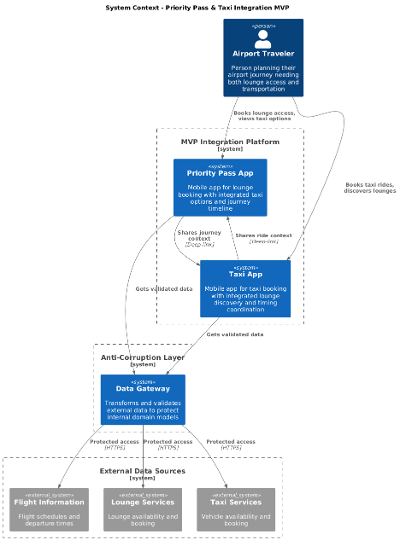 System Context - Priority Pass & Taxi Integration MVP
«person»
Airport Traveler
Person planning their
airport journey needing
both lounge access and
transportation
Books lounge access,
views taxi options
MVP Integration Platform
[system]
«system»
Priority Pass App
Mobile app for lounge
booking with integrated taxi
options and journey
timeline
Books taxi rides,
discovers lounges
Shares journey
context
[Deep-link]
Shares ride context
[Deep-link]
«system»
Taxi App
Mobile app for taxi booking
with integrated lounge
discovery and timing
coordination
Gets validated data
Gets validated data
Anti-Corruption Layer
[system]
«system»
Data Gateway
Transforms and validates
external data to protect
internal domain models
Protected access
[HTTPS]
Protected access
[HTTPS]
Protected access
[HTTPS]
External Data Sources
[system]
«external_system»
Flight Information
Flight schedules and
departure times
«external_system»
Lounge Services
Lounge availability and
booking
«external_system»
Taxi Services
Vehicle availability and
booking